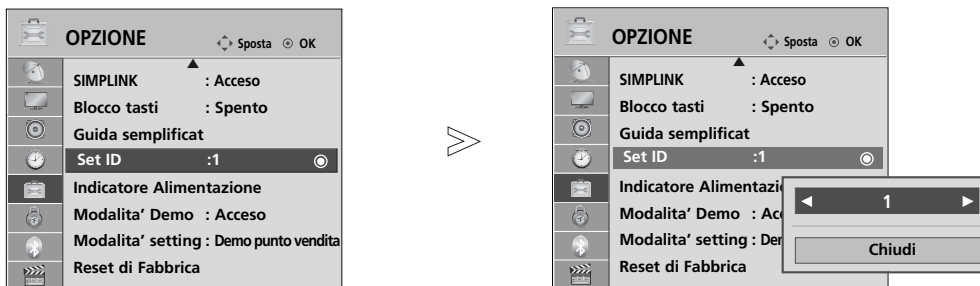 OPZIONE
Sposta OK
SIMPLINK : Acceso
Blocco tasti : Spento
Guida semplificat
Set ID :1
Indicatore Alimentazione
Modalita’ Demo : Acceso
Modalita’ setting : Demo punto vendita
Reset di Fabbrica
OPZIONE
Sposta OK
SIMPLINK : Acceso
Blocco tasti : Spento
Guida semplificat
Set ID :1
Indicatore Alimentazi
Modalita’ Demo : Ac
Modalita’ setting : De
Reset di Fabbrica
1
Chiudi